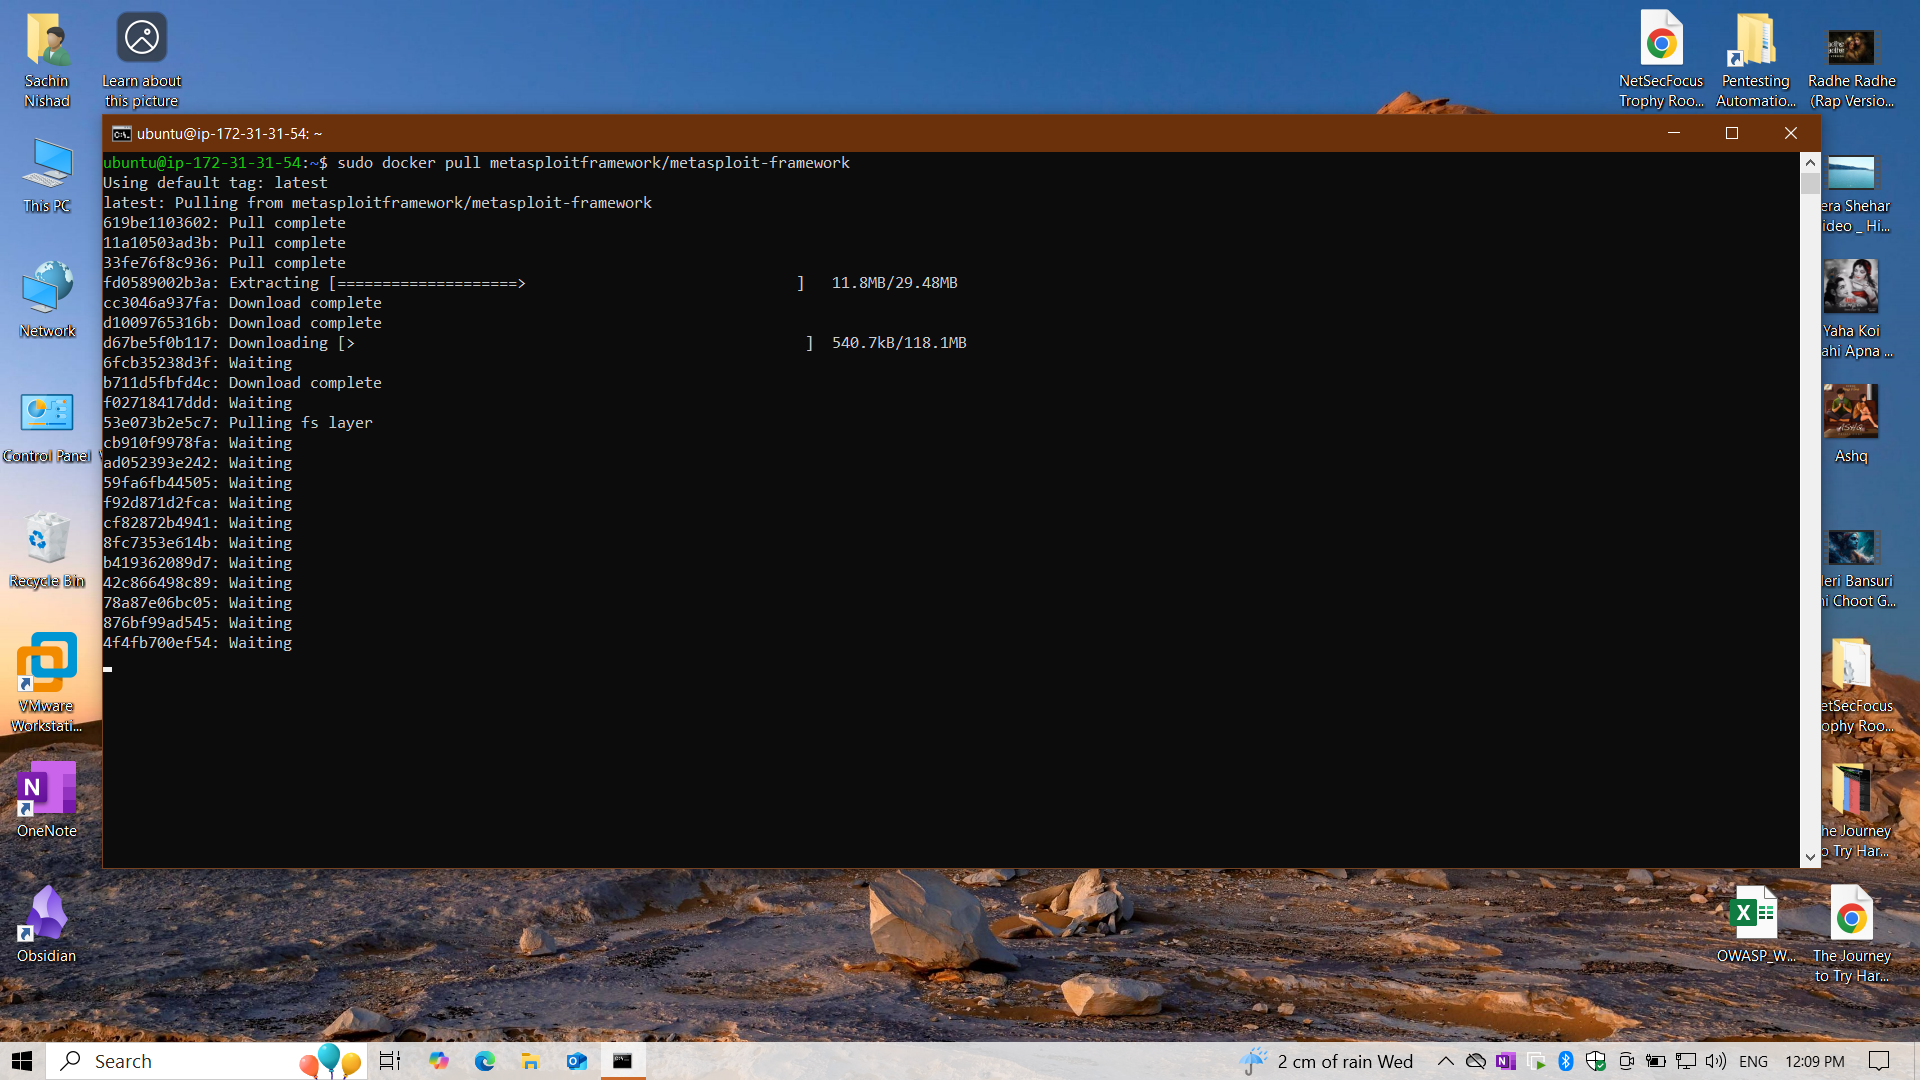 Sachin
Nishad
Learn about
this picture
This PC
Network
Control Panel
Recycle Bin
VMware
Workstati...
OneNote
Obsidian
NetSecFocus
Trophy Roo...
Pentesting
Automatio...
Radhe Radhe
(Rap Versio...
ubuntu@ip-172-31-31-54: ~
ubuntu@ip-172-31-31-54:~$ sudo docker pull metasploitframework/metasploit-framework
Using default tag: latest
latest: Pulling from metasploitframework/metasploit-framework
619be1103602: Pull complete
11a10503ad3b: Pull complete
33fe76f8c936: Pull complete
fd0589002b3a: Extracting [====================>                              ]   11.8MB/29.48MB
cc3046a937fa: Download complete
d1009765316b: Download complete
d67be5f0b117: Downloading [>                                                  ]  540.7kB/118.1MB
6fcb35238d3f: Waiting
b711d5fbfd4c: Download complete
f02718417ddd: Waiting
53e073b2e5c7: Pulling fs layer
cb910f9978fa: Waiting
ad052393e242: Waiting
59fa6fb44505: Waiting
f92d871d2fca: Waiting
cf82872b4941: Waiting
8fc7353e614b: Waiting
b419362089d7: Waiting
42c866498c89: Waiting
78a87e06bc05: Waiting
876bf99ad545: Waiting
4f4fb700ef54: Waiting
era Shehar
ideo _ Hi...
Yaha Koi
ahi Apna ...
Ashq
eri Bansuri
i Choot G...
etSecFocus
ophy Roo...
he Journey
o Try Har...
OWASP_W...
The Journey
to Try Har...
Search
2 cm of rain Wed
ENG
12:09 PM